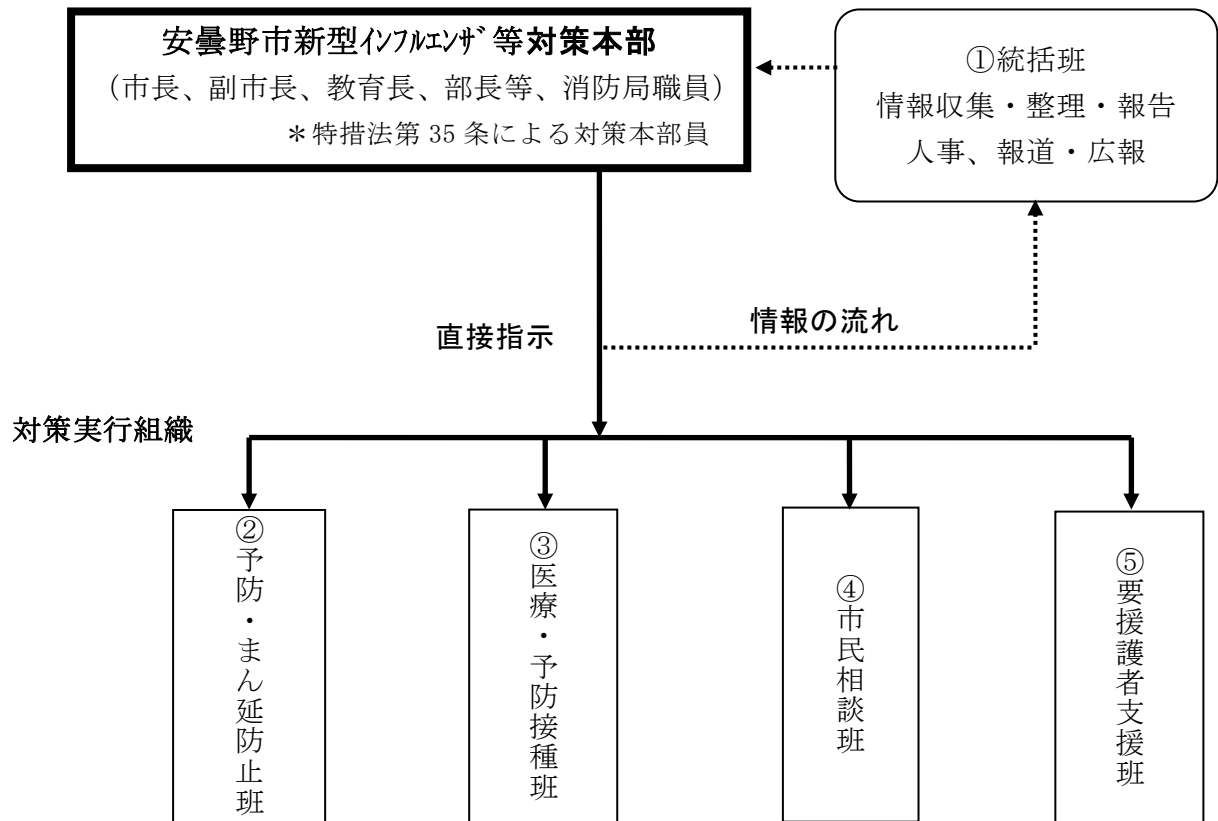 安曇野市新型ｲﾝﾌﾙｴﾝｻﾞ等対策本部
（市長、副市長、教育長、部長等、消防局職員）
＊特措法第 35 条による対策本部員
①統括班
情報収集・整理・報告
人事、報道・広報
直接指示
情報の流れ
対策実行組織
②予防・まん延防止班
③医療・予防接種班
④市民相談班
⑤要援護者支援班